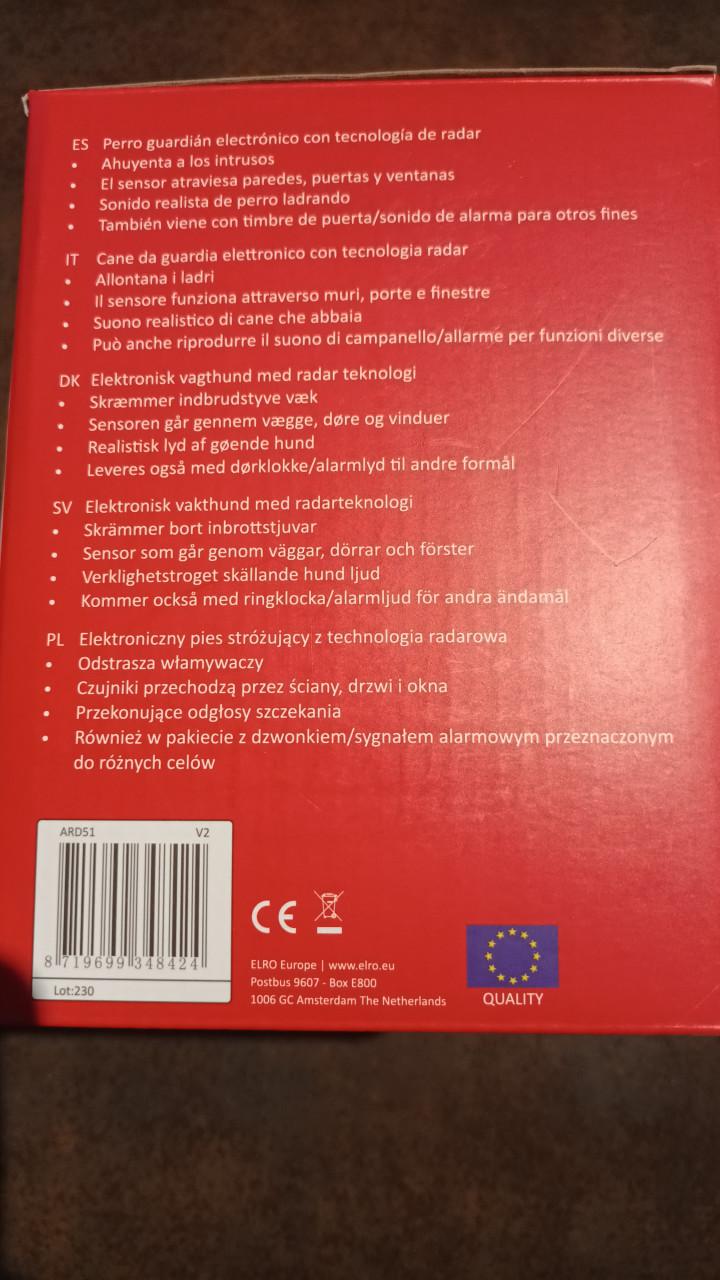 ES Perro guardián electrónico con tecnología de radar
• Ahuyenta a los intrusos
• El sensor atraviesa paredes, puertas y ventanas
• Sonido realista de perro ladrando
• También viene con timbre de puerta/sonido de alarma para otros fines
IT Cane da guardia elettronico con tecnologia radar
• Allontana i ladri
• Il sensore funziona attraverso muri, porte e finestre
• Suono realistico di cane che abbaia
• Può anche riprodurre il suono di campanello/allarme per funzioni diverse
DK Elektronisk vagthund med radar teknologi
• Skræmmer indbrudstyve væk
• Sensoren går gennem vægge, døre og vinduer
• Realistisk lyd af gøende hund
• Leveres også med dørklokke/alarmlyd til andre formål
SV Elektronisk vakthund med radarteknologi
• Skrämmer bort inbrottstjuvar
• Sensor som går genom väggar, dörrar och förster
• Verklighetstroget skällande hund ljud
• Kommer också med ringklocka/alarmljud för andra ändamål
PL Elektroniczny pies stróżujący z technologia radarowa
• Odstrasza włamywaczy
• Czujniki przechodzą przez ściany, drzwi i okna
• Przekonujące odgłosy szczekania
• Również w pakiecie z dzwonkiem/sygnałem alarmowym przeznaczonym
do różnych celów
ARD51 V2
8 719699 348424
Lot:230
CE
ELRO Europe | www.elro.eu
Postbus 9607 - Box E800
1006 GC Amsterdam The Netherlands
QUALITY